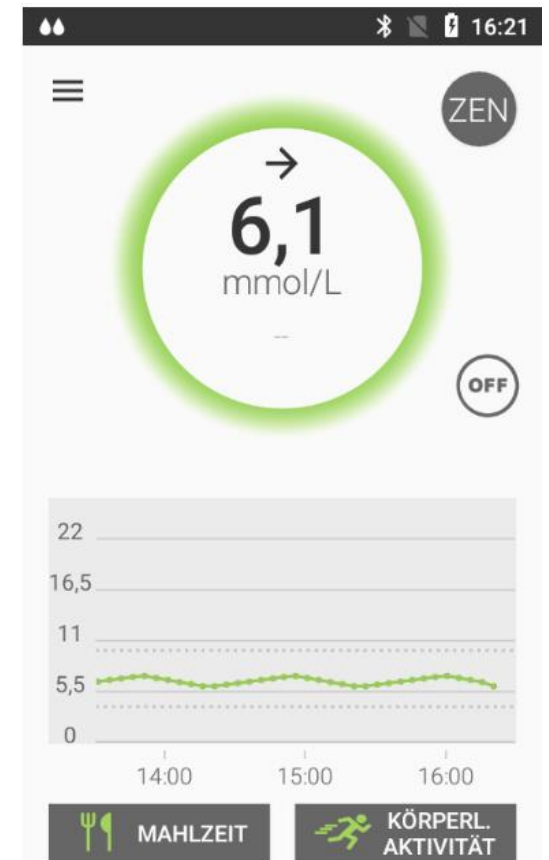 16:21
ZEN
6,1
mmol/L
--
OFF
22
16,5
11
5,5
0
14:00 15:00 16:00
MAHLZEIT
KÖRPERL.
AKTIVITÄT